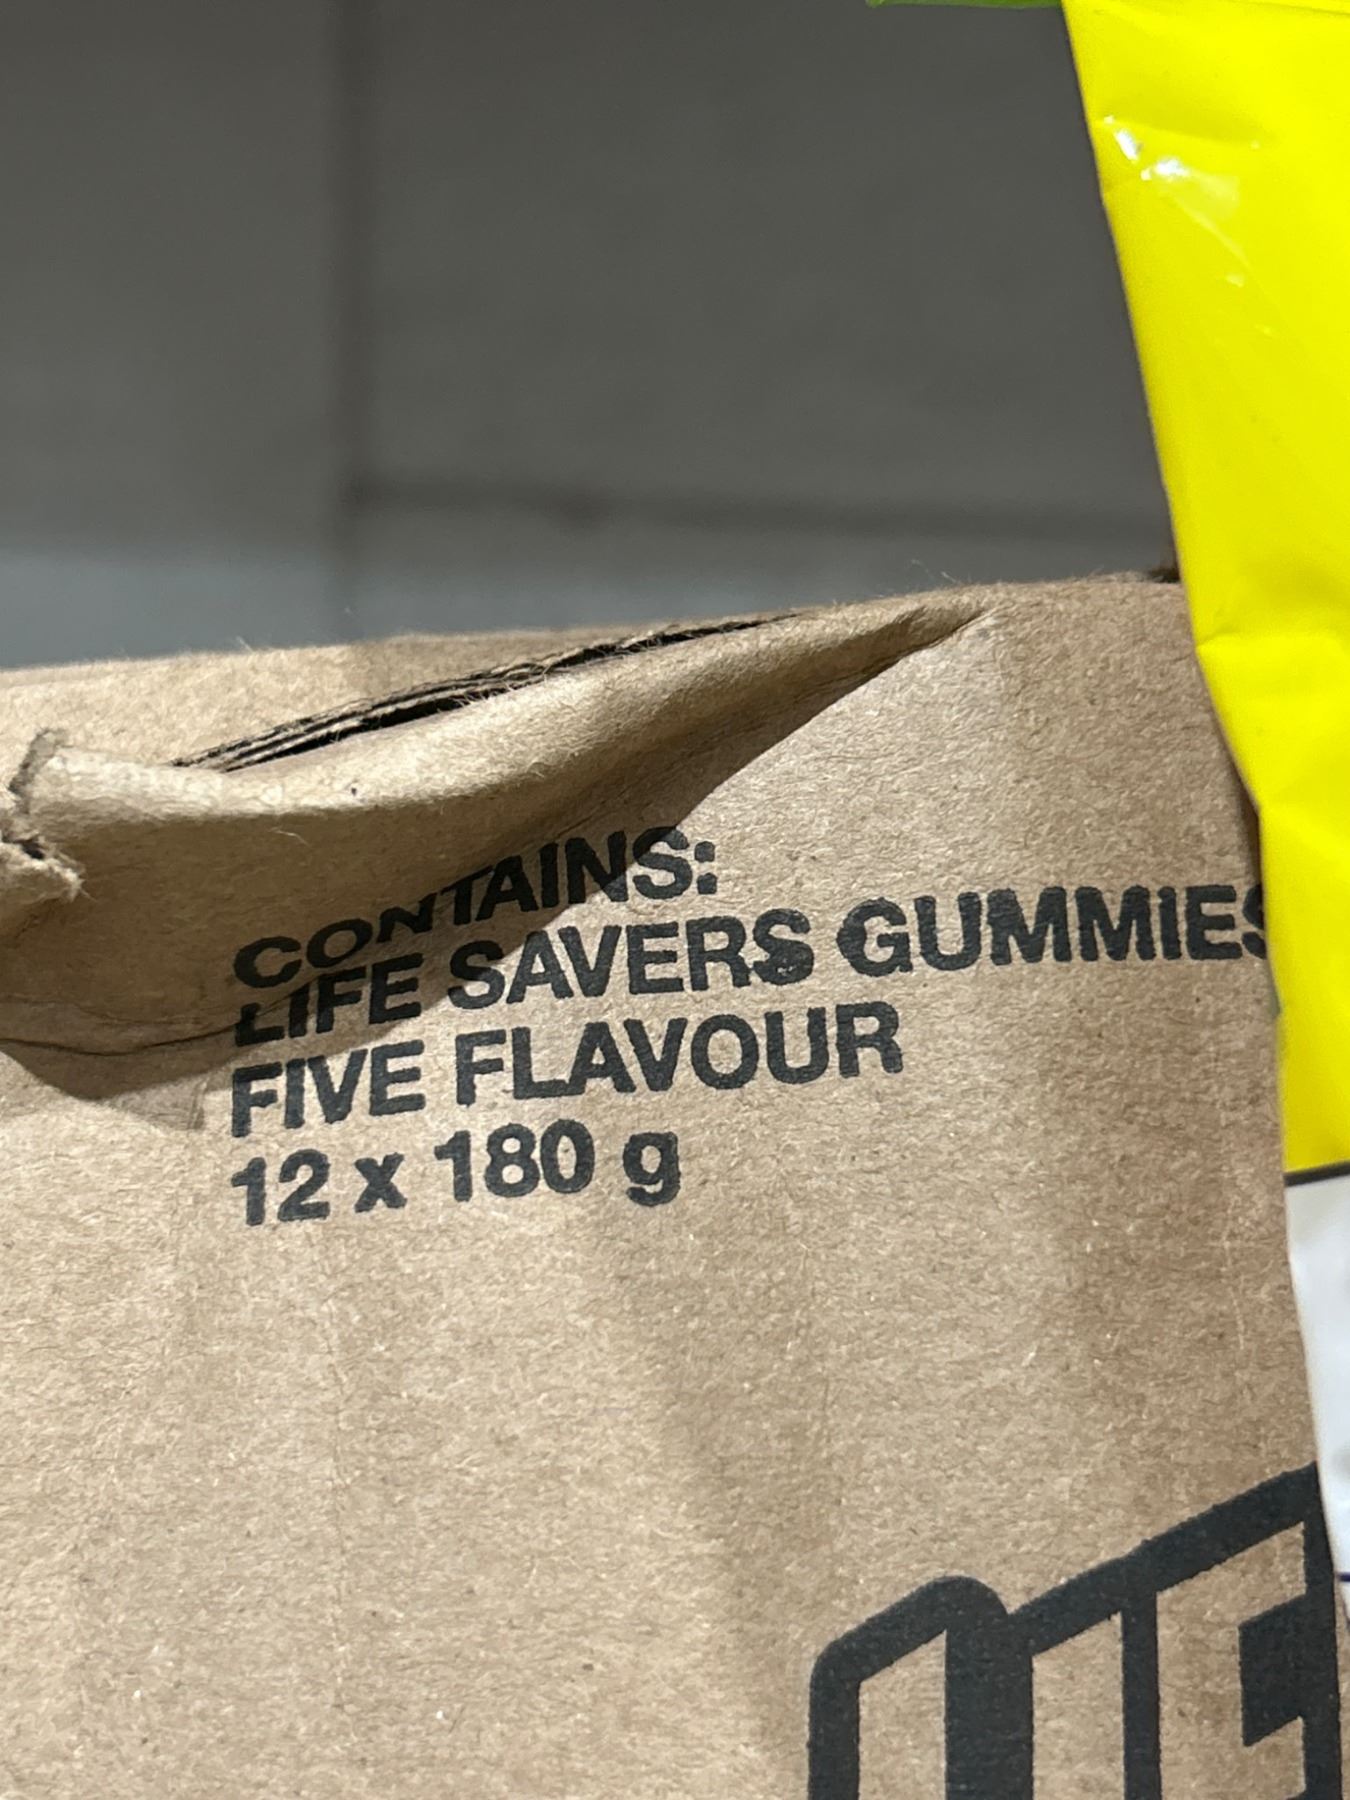 CONTAINS:
LIFE SAVERS GUMMIES
FIVE FLAVOUR
12 x 180 g